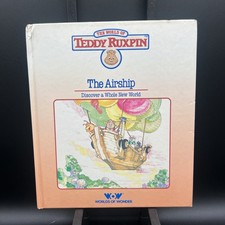 THE WORLD OF
TEDDY RUXPIN
The Airship
Discover a Whole New World
WORLDS OF WONDER